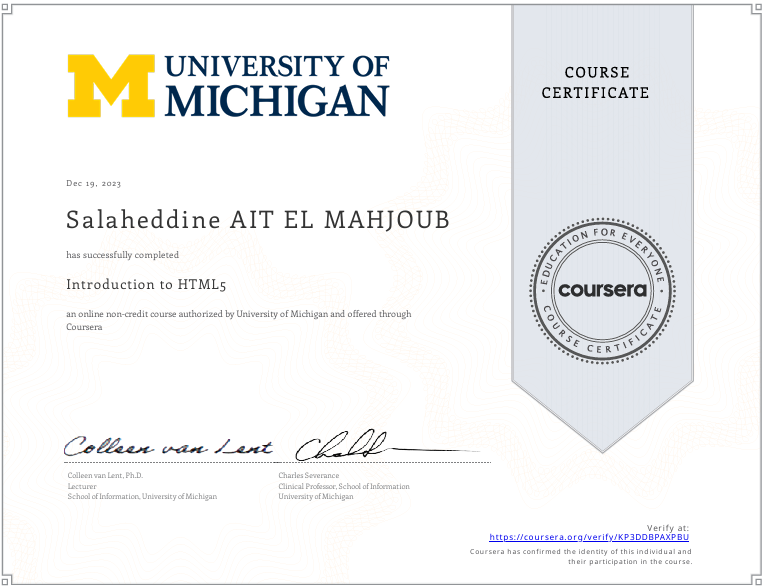 UNIVERSITY OF
MICHIGAN
COURSE
CERTIFICATE
Dec 19, 2023
Salaheddine AIT EL MAHJOUB
has successfully completed
Introduction to HTML5
an online non-credit course authorized by University of Michigan and offered through
Coursera
EDUCATION FOR EVERYONE
coursera
COURSE CERTIFICATE
Colleen van Lent
Colleen van Lent, Ph.D.
Lecturer
School of Information, University of Michigan
Charles Severance
Clinical Professor, School of Information
University of Michigan
Verify at:
https://coursera.org/verify/KP3DDBPAXPBU
Coursera has confirmed the identity of this individual and
their participation in the course.